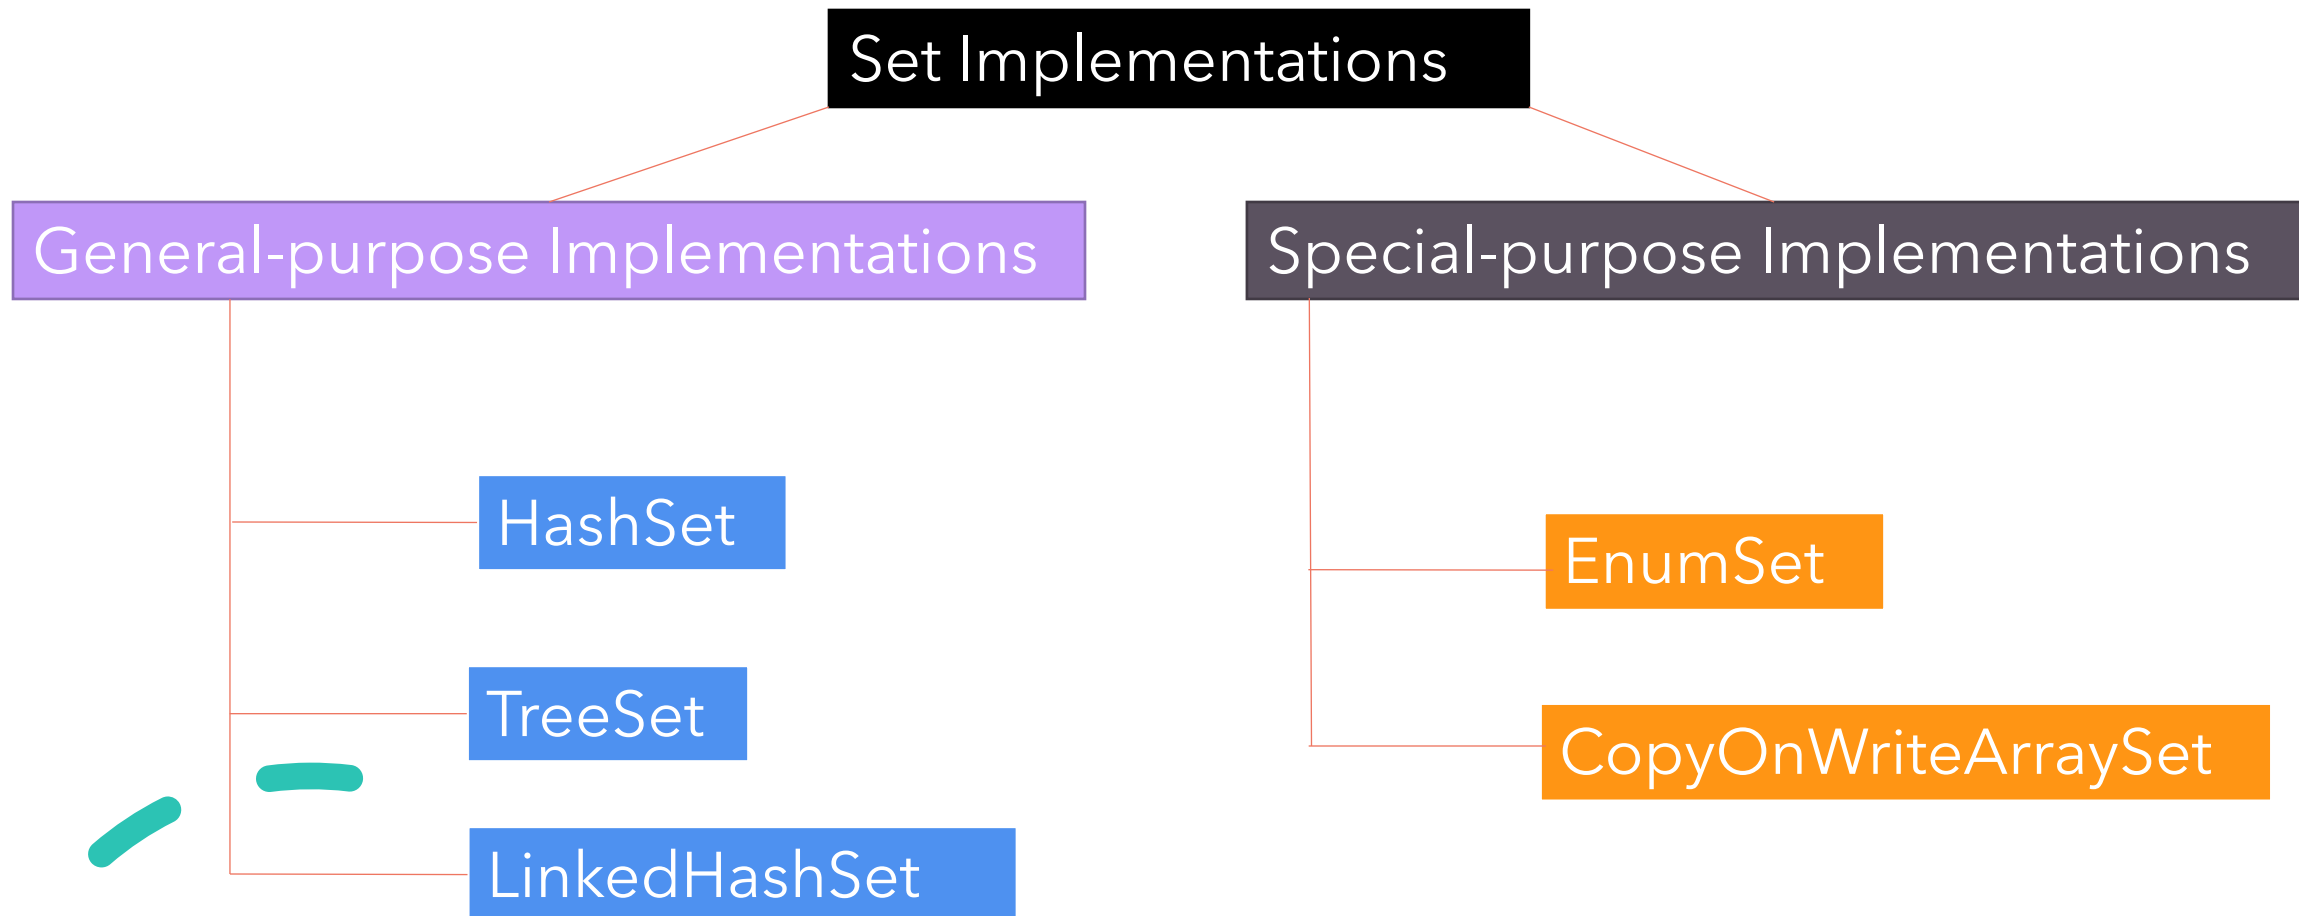 Set Implementations
General-purpose Implementations
Special-purpose Implementations
HashSet
TreeSet
LinkedHashSet
EnumSet
CopyOnWriteArraySet